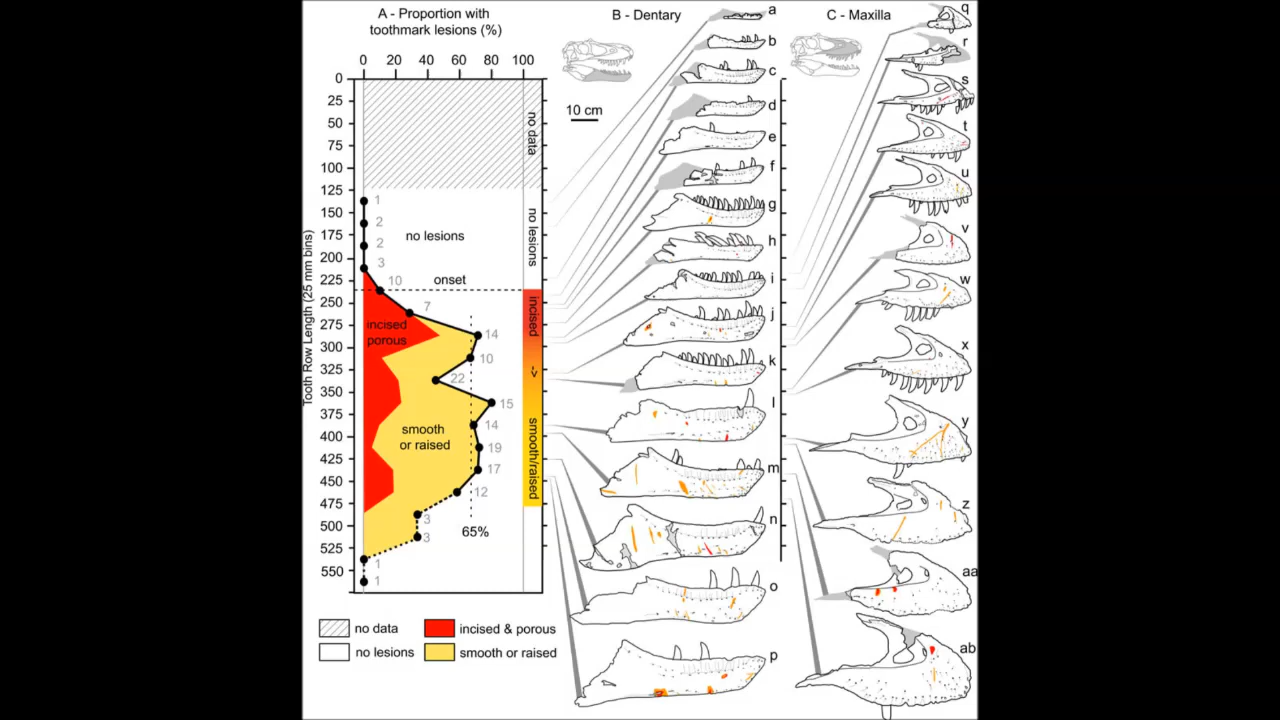 A - Proportion with
toothmark lesions (%)
0 20 40 60 80 100
Tooth Row Length (25 mm bins)
0
25
50
75
100
125
150
175
200
225
250
275
300
325
350
375
400
425
450
475
500
525
550
no data
no lesions
incised
->
smooth/raised
1
2
2
3
10
7
14
10
22
15
14
19
17
12
3
3
1
1
no lesions
onset
incised
porous
smooth
or raised
65%
no data
incised & porous
no lesions
smooth or raised
B - Dentary
10 cm
a
b
c
d
e
f
g
h
i
j
k
l
m
n
o
p
C - Maxilla
q
r
s
t
u
v
w
x
y
z
aa
ab